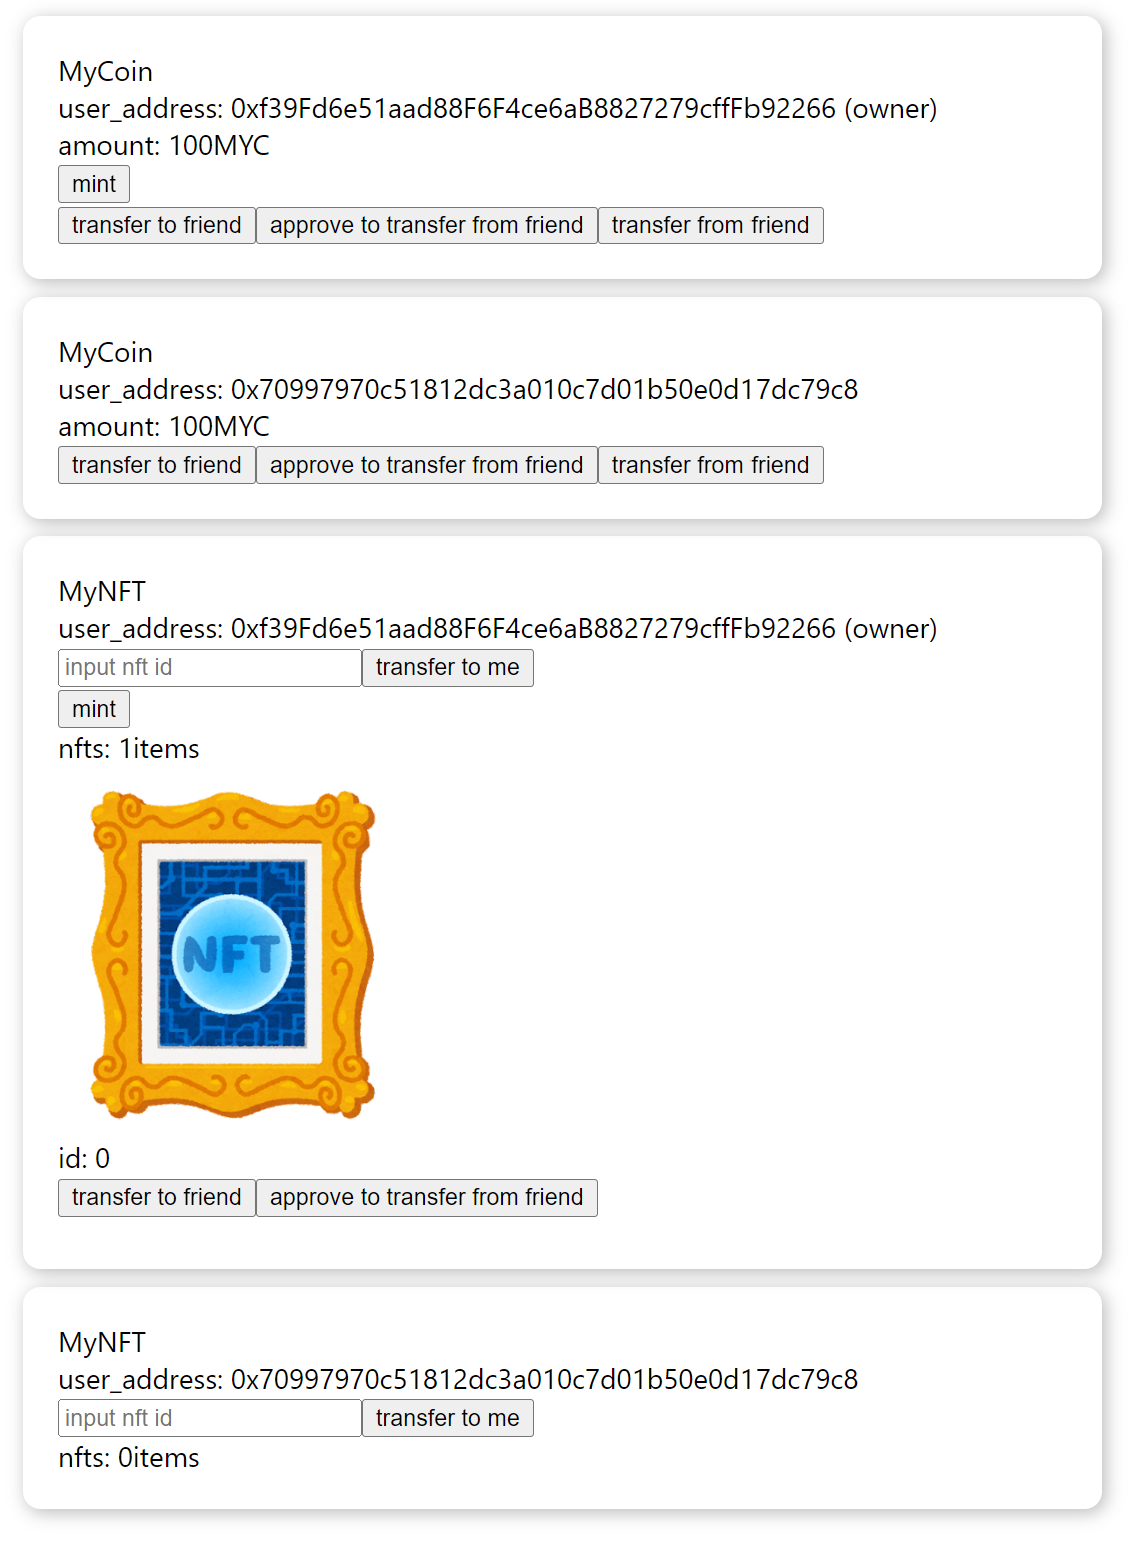 MyCoin
user_address: 0xf39Fd6e51aad88F6F4ce6aB8827279cffFb92266 (owner)
amount: 100MYC
mint
transfer to friend approve to transfer from friend transfer from friend
MyCoin
user_address: 0x70997970c51812dc3a010c7d01b50e0d17dc79c8
amount: 100MYC
transfer to friend approve to transfer from friend transfer from friend
MyNFT
user_address: 0xf39Fd6e51aad88F6F4ce6aB8827279cffFb92266 (owner)
input nft id transfer to me
mint
nfts: 1items
NFT
id: 0
transfer to friend approve to transfer from friend
MyNFT
user_address: 0x70997970c51812dc3a010c7d01b50e0d17dc79c8
input nft id transfer to me
nfts: 0items